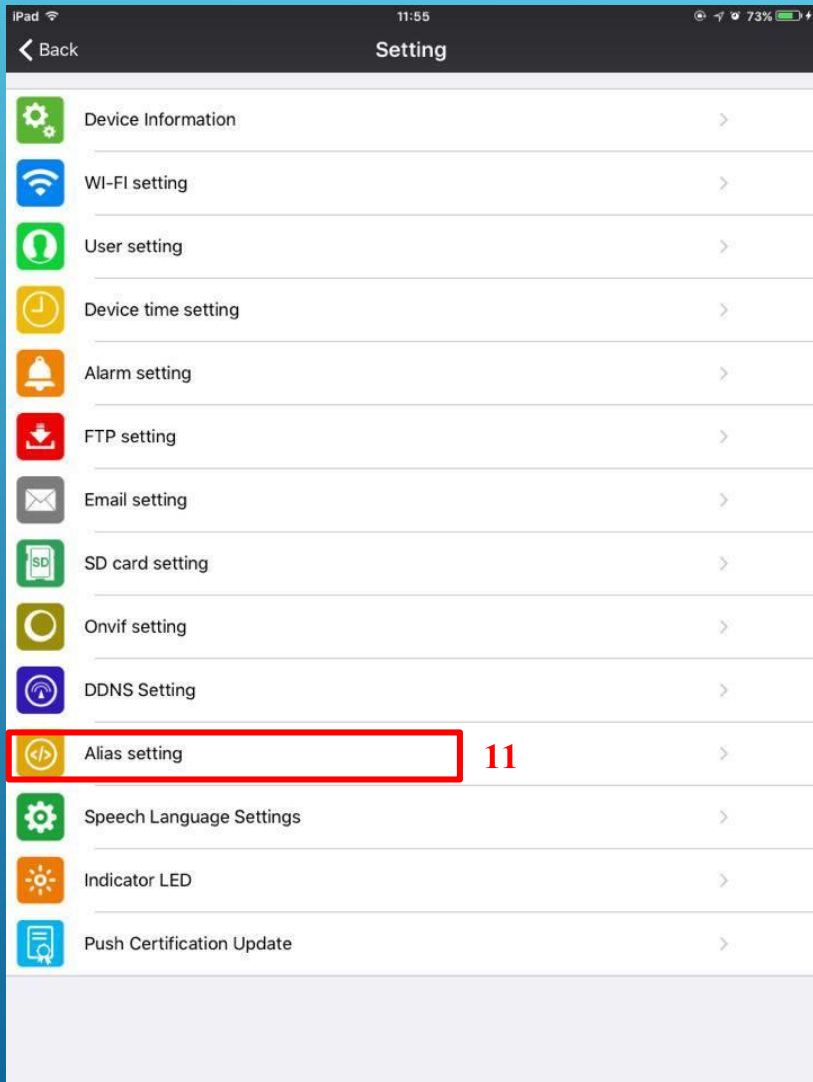 iPad 11:55 73%
Back Setting
Device Information
WI-FI setting
User setting
Device time setting
Alarm setting
FTP setting
Email setting
SD SD card setting
Onvif setting
DDNS Setting
</> Alias setting 11
Speech Language Settings
Indicator LED
Push Certification Update